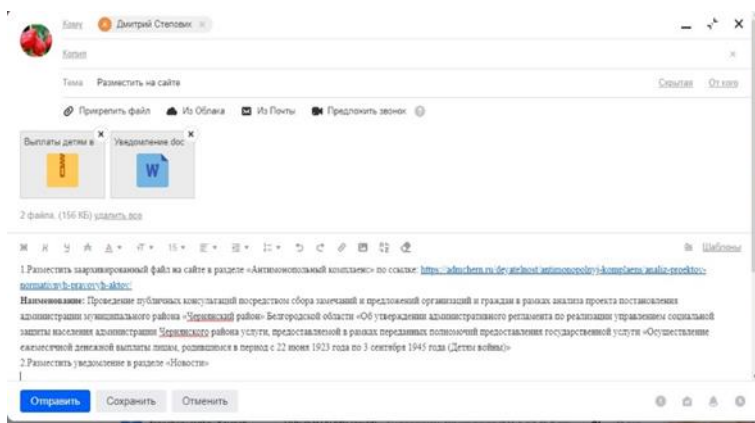 Кому Дмитрий Степовик
Копия
Тема Разместить на сайте Скрытая От кого
Прикрепить файл Из Облака Из Почты Предложить звонок
Выплаты детям в Уведомление doc
2 файла, (156 КБ) удалить все
Ж К Ч А А Шаблоны
1.Разместить заархивированный файл на сайте в разделе «Антимонопольный комплаенс» по ссылке: https://admchern.ru/deyatelnost/antimonopolnyj-komplaens/analiz-proektov-
normativnyh-pravovyh-aktov/
Наименование: Проведение публичных консультаций посредством сбора замечаний и предложений организаций и граждан в рамках анализа проекта постановления
администрации муниципального района «Чернянский район» Белгородской области «Об утверждении административного регламента по реализации управлением социальной
защиты населения администрации Чернянского района услуги, предоставляемой в рамках переданных полномочий предоставления государственной услуги «Осуществление
ежемесячной денежной выплаты лицам, родившимся в период с 22 июня 1923 года по 3 сентября 1945 года (Детям войны)»
2.Разместить уведомление в разделе «Новости»
Отправить Сохранить Отменить